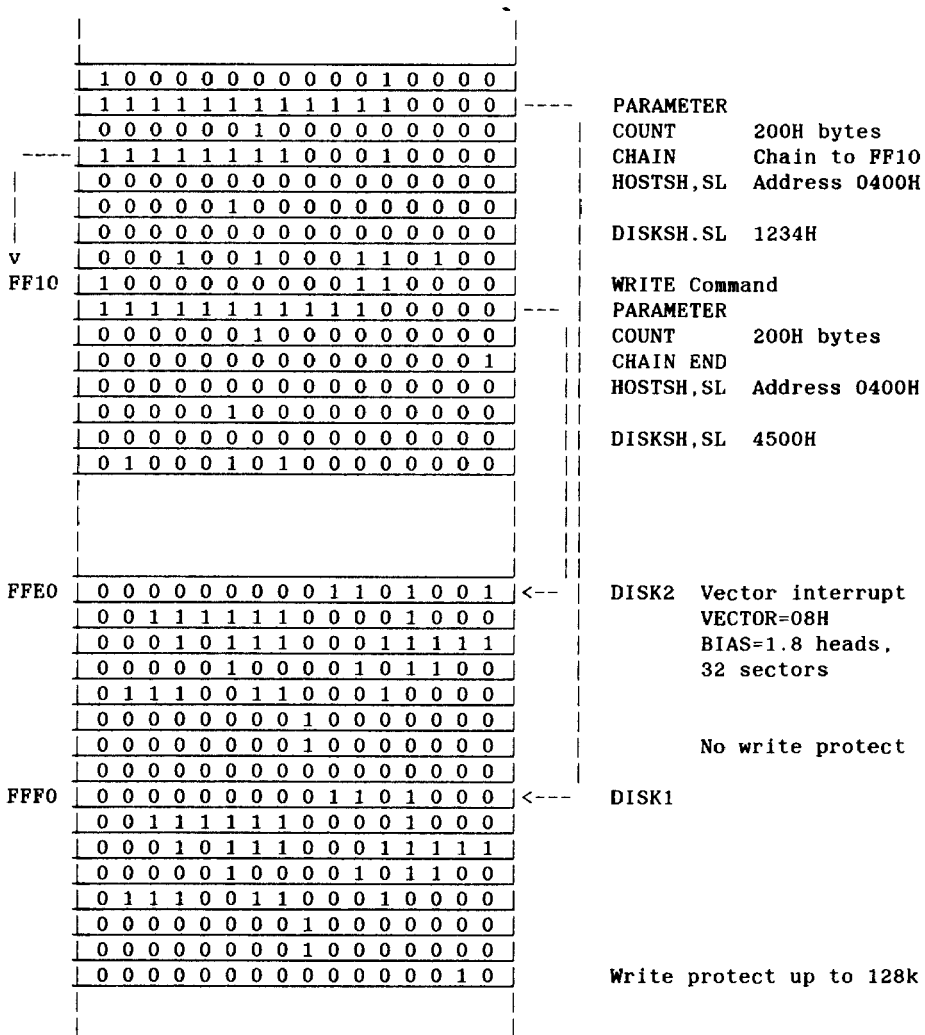 1 0 0 0 0 0 0 0 0 0 0 1 0 0 0 0
1 1 1 1 1 1 1 1 1 1 1 1 0 0 0 0 PARAMETER
0 0 0 0 0 0 1 0 0 0 0 0 0 0 0 0 COUNT 200H bytes
1 1 1 1 1 1 1 1 0 0 0 1 0 0 0 0 CHAIN Chain to FF10
0 0 0 0 0 0 0 0 0 0 0 0 0 0 0 0 HOSTSH,SL Address 0400H
0 0 0 0 0 1 0 0 0 0 0 0 0 0 0 0
0 0 0 0 0 0 0 0 0 0 0 0 0 0 0 0 DISKSH.SL 1234H
v 0 0 0 1 0 0 1 0 0 0 1 1 0 1 0 0
FF10 1 0 0 0 0 0 0 0 0 0 1 1 0 0 0 0 WRITE Command
1 1 1 1 1 1 1 1 1 1 1 0 0 0 0 0 PARAMETER
0 0 0 0 0 0 1 0 0 0 0 0 0 0 0 0 COUNT 200H bytes
0 0 0 0 0 0 0 0 0 0 0 0 0 0 0 1 CHAIN END
0 0 0 0 0 0 0 0 0 0 0 0 0 0 0 0 HOSTSH,SL Address 0400H
0 0 0 0 0 1 0 0 0 0 0 0 0 0 0 0
0 0 0 0 0 0 0 0 0 0 0 0 0 0 0 0 DISKSH,SL 4500H
0 1 0 0 0 1 0 1 0 0 0 0 0 0 0 0
FFE0 0 0 0 0 0 0 0 0 0 1 1 0 1 0 0 1 DISK2 Vector interrupt
0 0 1 1 1 1 1 1 0 0 0 0 1 0 0 0 VECTOR=08H
0 0 0 1 0 1 1 1 0 0 0 1 1 1 1 1 BIAS=1.8 heads,
0 0 0 0 0 1 0 0 0 0 1 0 1 1 0 0 32 sectors
0 1 1 1 0 0 1 1 0 0 0 1 0 0 0 0
0 0 0 0 0 0 0 0 1 0 0 0 0 0 0 0
0 0 0 0 0 0 0 0 1 0 0 0 0 0 0 0 No write protect
0 0 0 0 0 0 0 0 0 0 0 0 0 0 0 0
FFF0 0 0 0 0 0 0 0 0 0 1 1 0 1 0 0 0 DISK1
0 0 1 1 1 1 1 1 0 0 0 0 1 0 0 0
0 0 0 1 0 1 1 1 0 0 0 1 1 1 1 1
0 0 0 0 0 1 0 0 0 0 1 0 1 1 0 0
0 1 1 1 0 0 1 1 0 0 0 1 0 0 0 0
0 0 0 0 0 0 0 0 1 0 0 0 0 0 0 0
0 0 0 0 0 0 0 0 1 0 0 0 0 0 0 0
0 0 0 0 0 0 0 0 0 0 0 0 0 0 1 0 Write protect up to 128k